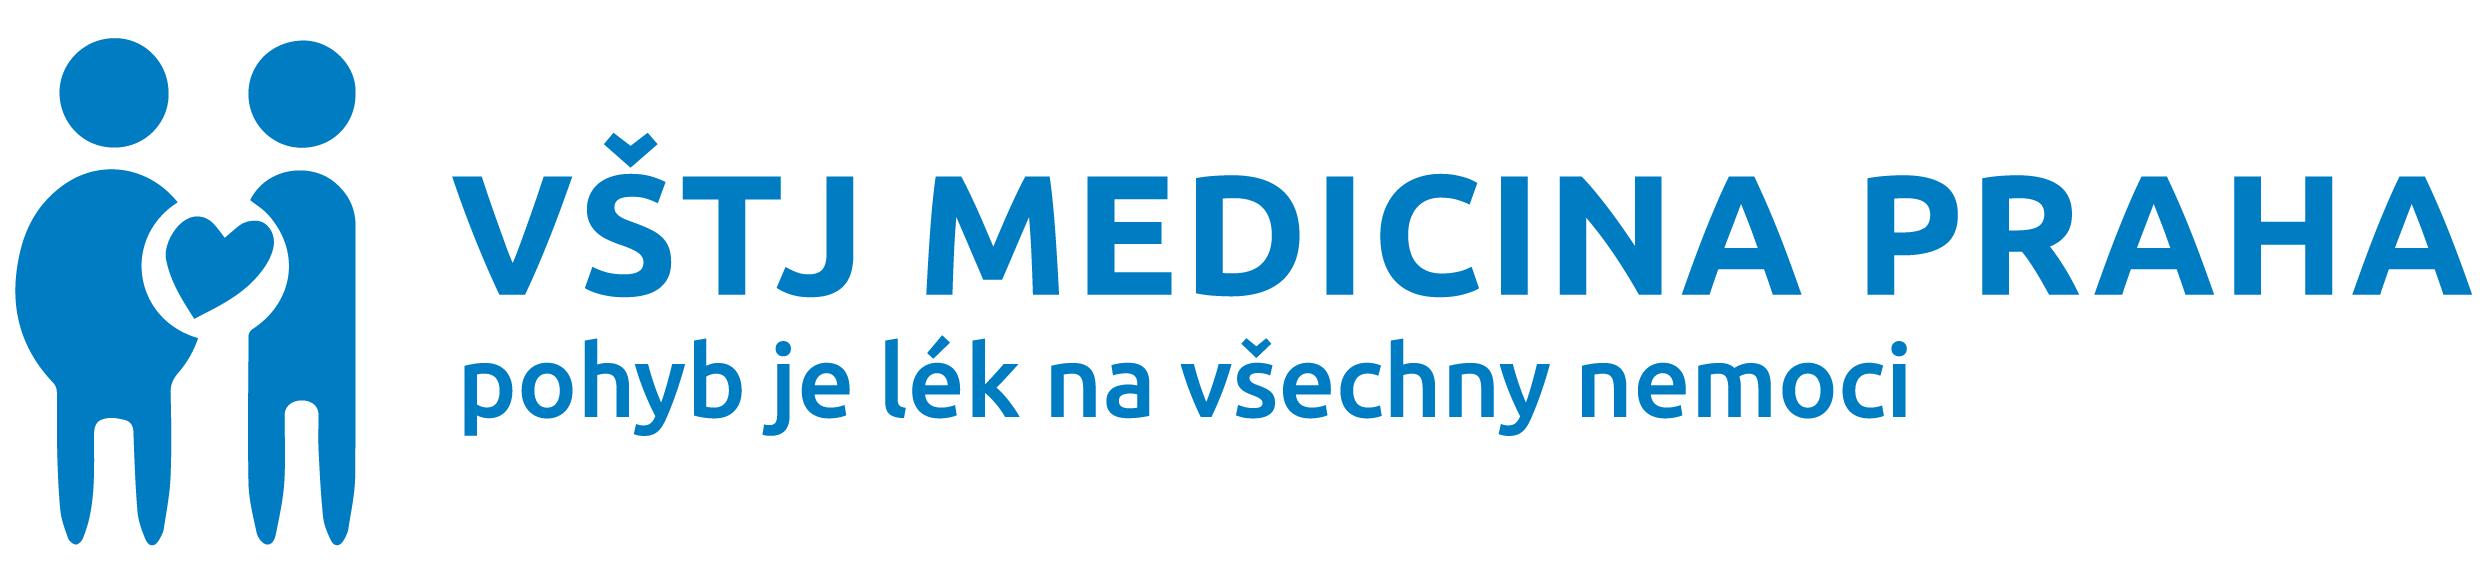 VŠTJ MEDICINA PRAHA
pohyb je lék na všechny nemoci